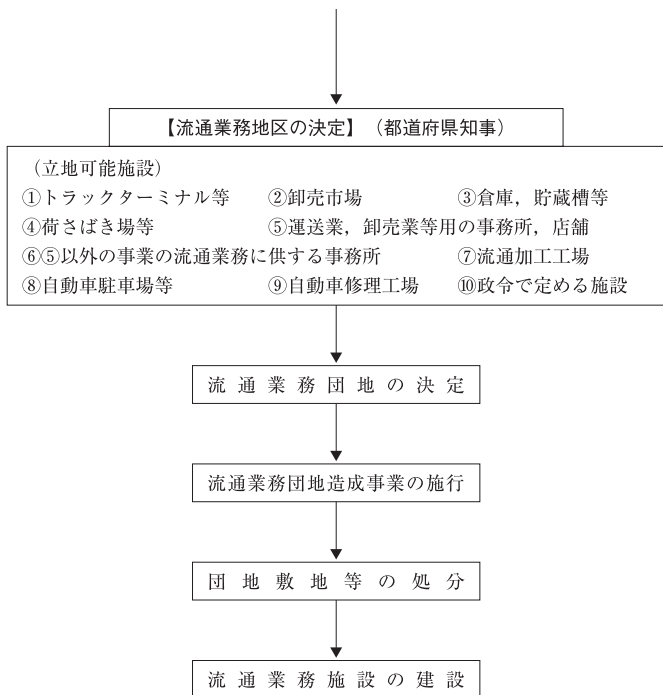 【流通業務地区の決定】（都道府県知事）
（立地可能施設）
①トラックターミナル等　②卸売市場　③倉庫，貯蔵槽等
④荷さばき場等　⑤運送業，卸売業等用の事務所，店舗
⑥⑤以外の事業の流通業務に供する事務所　⑦流通加工工場
⑧自動車駐車場等　⑨自動車修理工場　⑩政令で定める施設
流通業務団地の決定
流通業務団地造成事業の施行
団地敷地等の処分
流通業務施設の建設